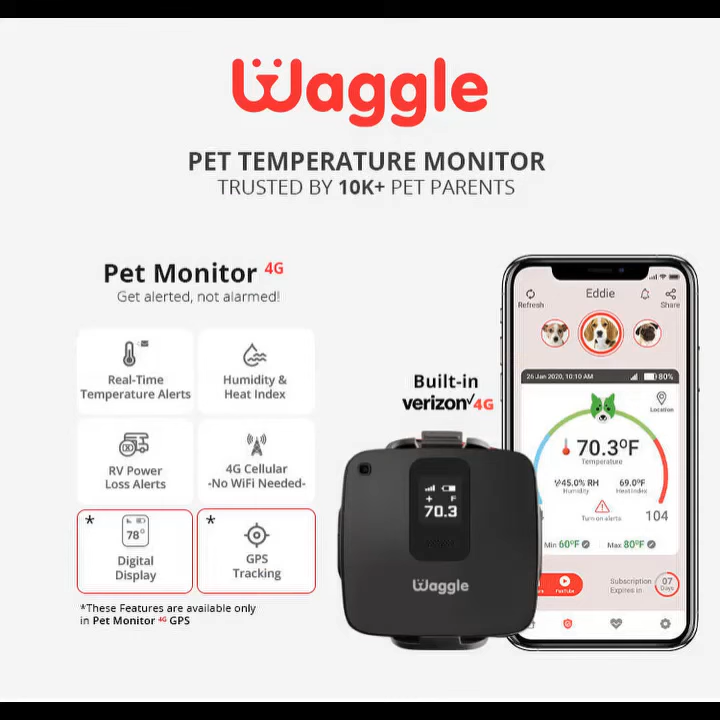 Waggle
PET TEMPERATURE MONITOR
TRUSTED BY 10K+ PET PARENTS
Pet Monitor 4G
Get alerted, not alarmed!
Real-Time
Temperature Alerts
Humidity &
Heat Index
RV Power
Loss Alerts
4G Cellular
-No WiFi Needed-
*
78°
Digital
Display
*
GPS
Tracking
*These Features are available only
in Pet Monitor 4G GPS
Built-in
verizon✓4G
+ F
70.3
Waggle
Eddie
Refresh
Share
26 Jan 2020, 10:10 AM
80%
Location
70.3°F
Temperature
45.0% RH
Humidity
69.0°F
HeatIndex
Turn on alerts
104
Min 60°F
Max 80°F
YouTube
Subscription
Expires in
07
Days